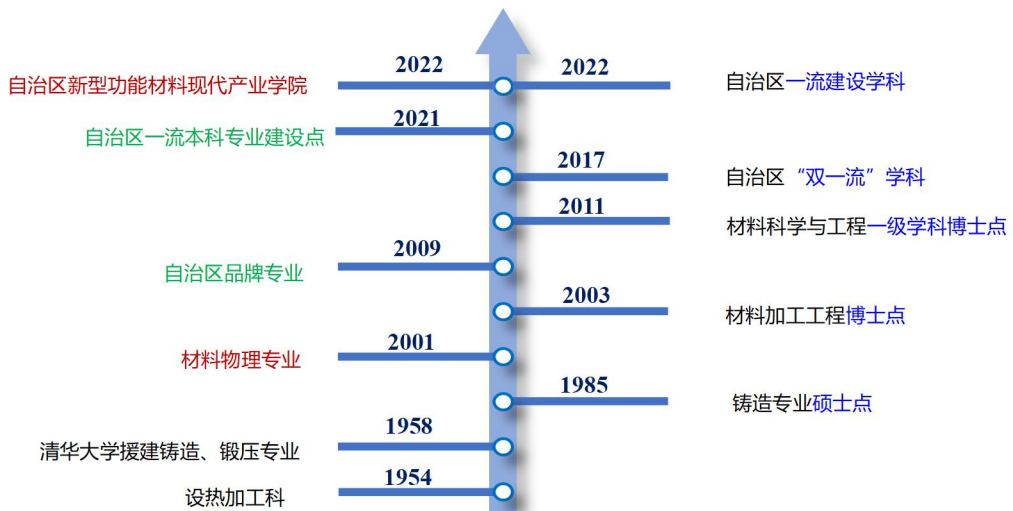 2022
自治区新型功能材料现代产业学院
2022
自治区一流建设学科
2021
自治区一流本科专业建设点
2017
自治区“双一流”学科
2011
材料科学与工程一级学科博士点
2009
自治区品牌专业
2003
材料加工工程博士点
2001
材料物理专业
1985
铸造专业硕士点
1958
清华大学援建铸造、锻压专业
1954
设热加工科